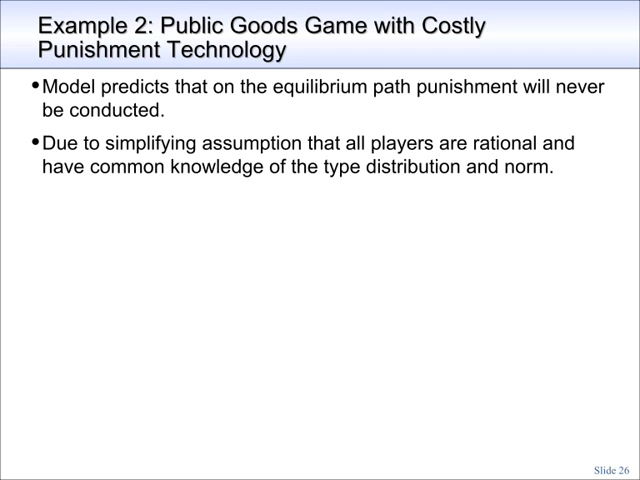 Example 2: Public Goods Game with Costly
Punishment Technology
•Model predicts that on the equilibrium path punishment will never
be conducted.
•Due to simplifying assumption that all players are rational and
have common knowledge of the type distribution and norm.
Slide 26